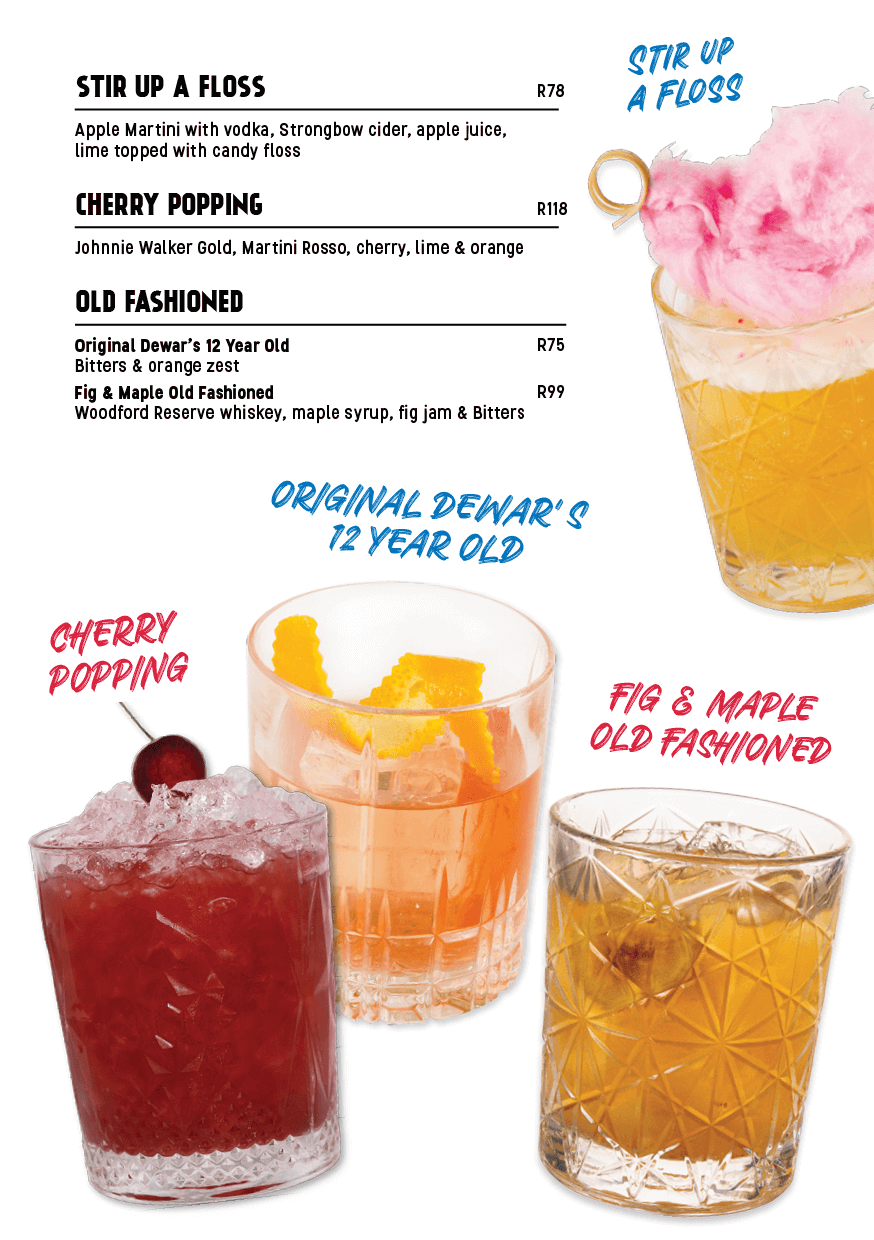 STIR UP A FLOSS R78
Apple Martini with vodka, Strongbow cider, apple juice,
lime topped with candy floss
CHERRY POPPING R118
Johnnie Walker Gold, Martini Rosso, cherry, lime & orange
OLD FASHIONED
Original Dewar's 12 Year Old R75
Bitters & orange zest
Fig & Maple Old Fashioned R99
Woodford Reserve whiskey, maple syrup, fig jam & Bitters
STIR UP
A FLOSS
ORIGINAL DEWAR'S
12 YEAR OLD
CHERRY
POPPING
FIG & MAPLE
OLD FASHIONED